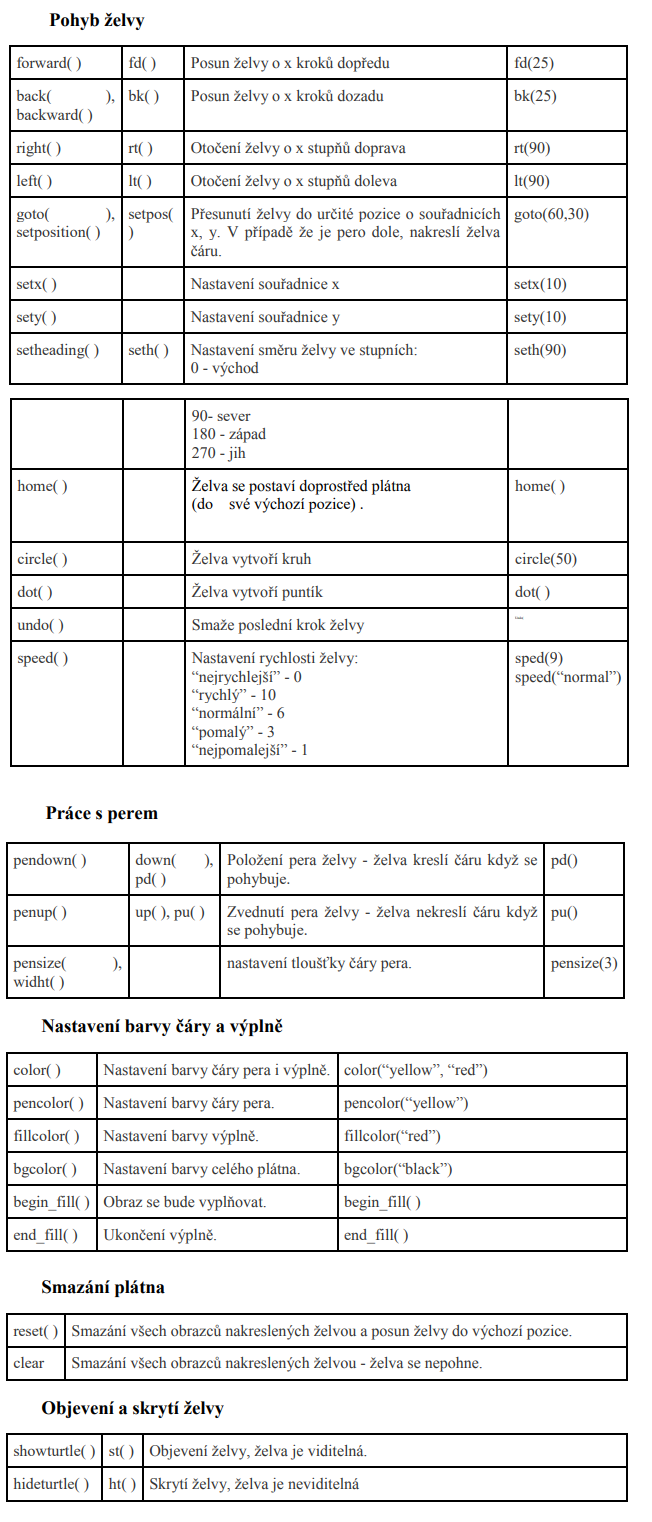 Pohyb želvy
forward( ) fd( ) Posun želvy o x kroků dopředu fd(25)
back( ), bk( ) Posun želvy o x kroků dozadu bk(25)
backward( )
right( ) rt( ) Otočení želvy o x stupňů doprava rt(90)
left( ) lt( ) Otočení želvy o x stupňů doleva lt(90)
goto( ), setpos( Přesunutí želvy do určité pozice o souřadnicích goto(60,30)
setposition( ) ) x, y. V případě že je pero dole, nakreslí želva
čáru.
setx( ) Nastavení souřadnice x setx(10)
sety( ) Nastavení souřadnice y sety(10)
setheading( ) seth( ) Nastavení směru želvy ve stupních: seth(90)
0 - východ
90- sever
180 - západ
270 - jih
home( ) Želva se postaví doprostřed plátna home( )
(do své výchozí pozice) .
circle( ) Želva vytvoří kruh circle(50)
dot( ) Želva vytvoří puntík dot( )
undo( ) Smaže poslední krok želvy
speed( ) Nastavení rychlosti želvy: sped(9)
“nejrychlejší” - 0 speed(“normal”)
“rychlý” - 10
“normální” - 6
“pomalý” - 3
“nejpomalejší” - 1
Práce s perem
pendown( ) down( ), Položení pera želvy - želva kreslí čáru když se pd()
pd( ) pohybuje.
penup( ) up( ), pu( ) Zvednutí pera želvy - želva nekreslí čáru když pu()
se pohybuje.
pensize( ), nastavení tloušťky čáry pera. pensize(3)
widht( )
Nastavení barvy čáry a výplně
color( ) Nastavení barvy čáry pera i výplně. color(“yellow”, “red”)
pencolor( ) Nastavení barvy čáry pera. pencolor(“yellow”)
fillcolor( ) Nastavení barvy výplně. fillcolor(“red”)
bgcolor( ) Nastavení barvy celého plátna. bgcolor(“black”)
begin_fill( ) Obraz se bude vyplňovat. begin_fill( )
end_fill( ) Ukončení výplně. end_fill( )
Smazání plátna
reset( ) Smazání všech obrazců nakreslených želvou a posun želvy do výchozí pozice.
clear Smazání všech obrazců nakreslených želvou - želva se nepohne.
Objevení a skrytí želvy
showturtle( ) st( ) Objevení želvy, želva je viditelná.
hideturtle( ) ht( ) Skrytí želvy, želva je neviditelná